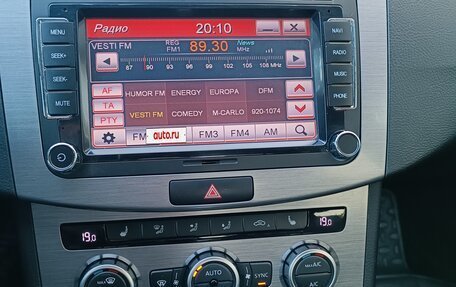 Радио 20:10
MENU
SEEK+
SEEK-
MUTE
NAVI
RADIO
MUSIC
PHONE
VESTI FM REG FM1 89.30 News MHz
87 90 93 96 99 102 105 108 MHz
AF
TA
PTY
HUMOR FM ENERGY EUROPA DFM
VESTI FM COMEDY M-CARLO 920-1074
FM FM3 FM4 AM
auto.ru
19.0 19.0
MAX AUTO SYNC A/C
MAX A/C